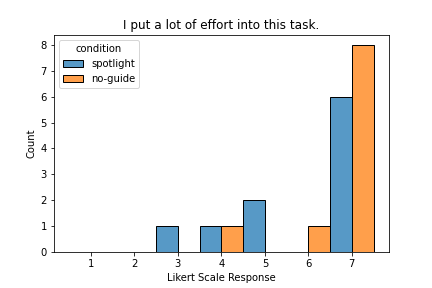 I put a lot of effort into this task.
condition
spotlight
no-guide
8
7
6
5
4
3
2
1
0
Count
1 2 3 4 5 6 7
Likert Scale Response